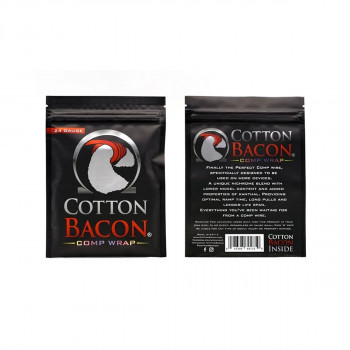 24 GAUGE
COTTON
BACON®
COMP WRAP
COTTON
BACON®
COMP WRAP
FINALLY THE PERFECT COMP WIRE,
SPECIFICALLY DESIGNED TO BE
USED ON MORE DEVICES.
A UNIQUE NICHROME BLEND WITH
LOWER NICKEL CONTENT AND ADDED
PROPERTIES OF KANTHAL. PROVIDING
OPTIMAL RAMP TIME, LONG PULLS AND
LONGER LIFE SPAN.
EVERYTHING YOU'VE BEEN WAITING FOR
FROM A COMP WIRE.
COTTON
BACON
INSIDE